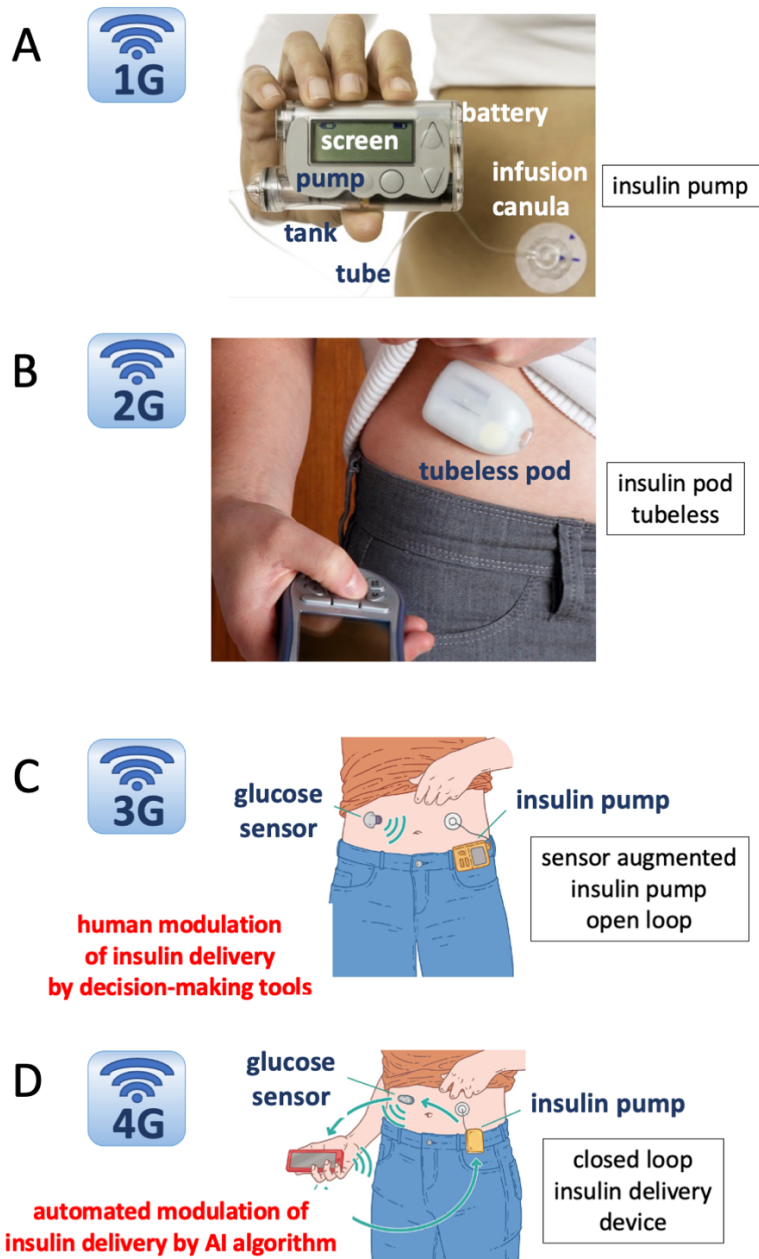 A
1G
battery
screen
pump
infusion
canula
tank
tube
insulin pump
B
2G
tubeless pod
insulin pod
tubeless
C
3G
glucose
sensor
insulin pump
sensor augmented
insulin pump
open loop
human modulation
of insulin delivery
by decision-making tools
D
4G
glucose
sensor
insulin pump
closed loop
insulin delivery
device
automated modulation of
insulin delivery by AI algorithm